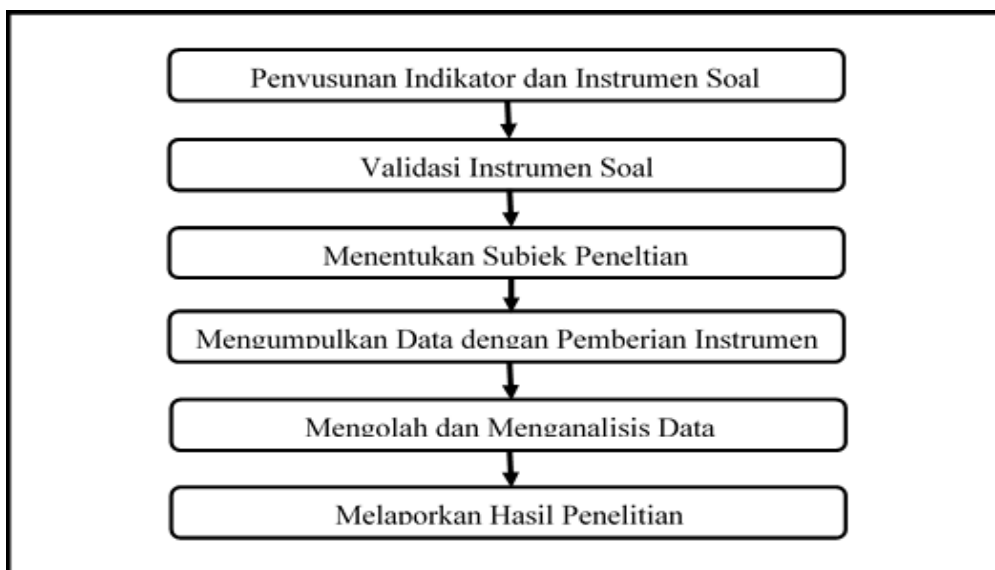 Penyusunan Indikator dan Instrumen Soal
Validasi Instrumen Soal
Menentukan Subjek Peneltian
Mengumpulkan Data dengan Pemberian Instrumen
Mengolah dan Menganalisis Data
Melaporkan Hasil Penelitian